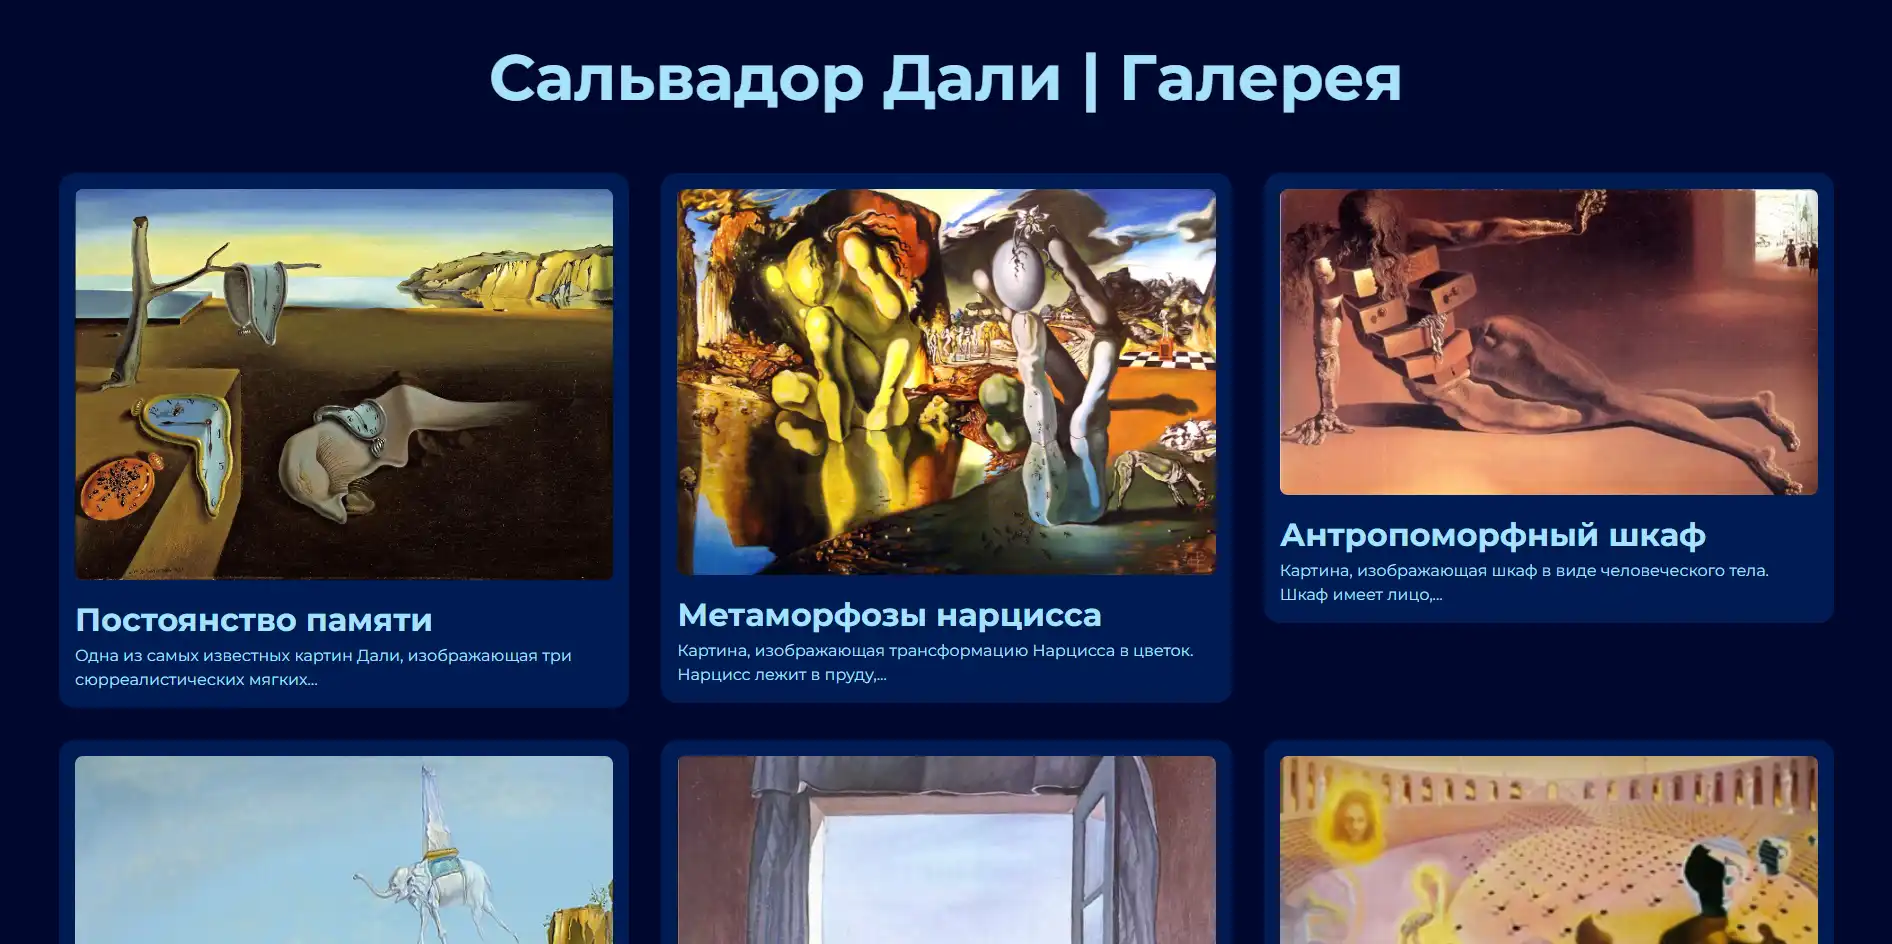 Сальвадор Дали | Галерея
Постоянство памяти
Одна из самых известных картин Дали, изображающая три
сюрреалистических мягких...
Метаморфозы нарцисса
Картина, изображающая трансформацию Нарцисса в цветок.
Нарцисс лежит в пруду,...
Антропоморфный шкаф
Картина, изображающая шкаф в виде человеческого тела.
Шкаф имеет лицо,...